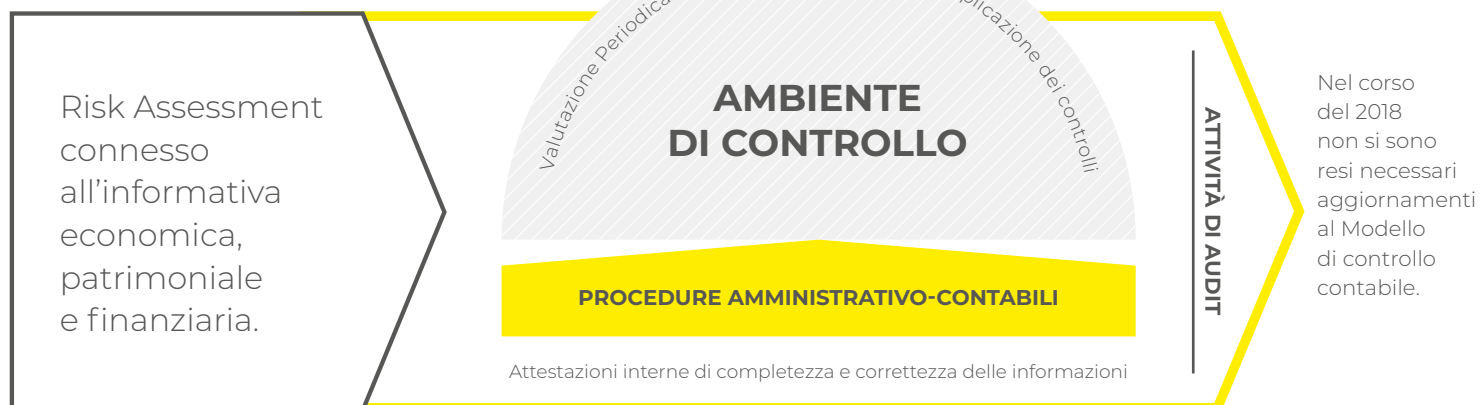 Risk Assessment
connesso
all’informativa
economica,
patrimoniale
e finanziaria.
Valutazione Periodica
dei controlli
AMBIENTE
DI CONTROLLO
PROCEDURE AMMINISTRATIVO-CONTABILI
Attestazioni interne di completezza e correttezza delle informazioni
ATTIVITÀ DI AUDIT
Nel corso
del 2018
non si sono
resi necessari
aggiornamenti
al Modello
di controllo
contabile.